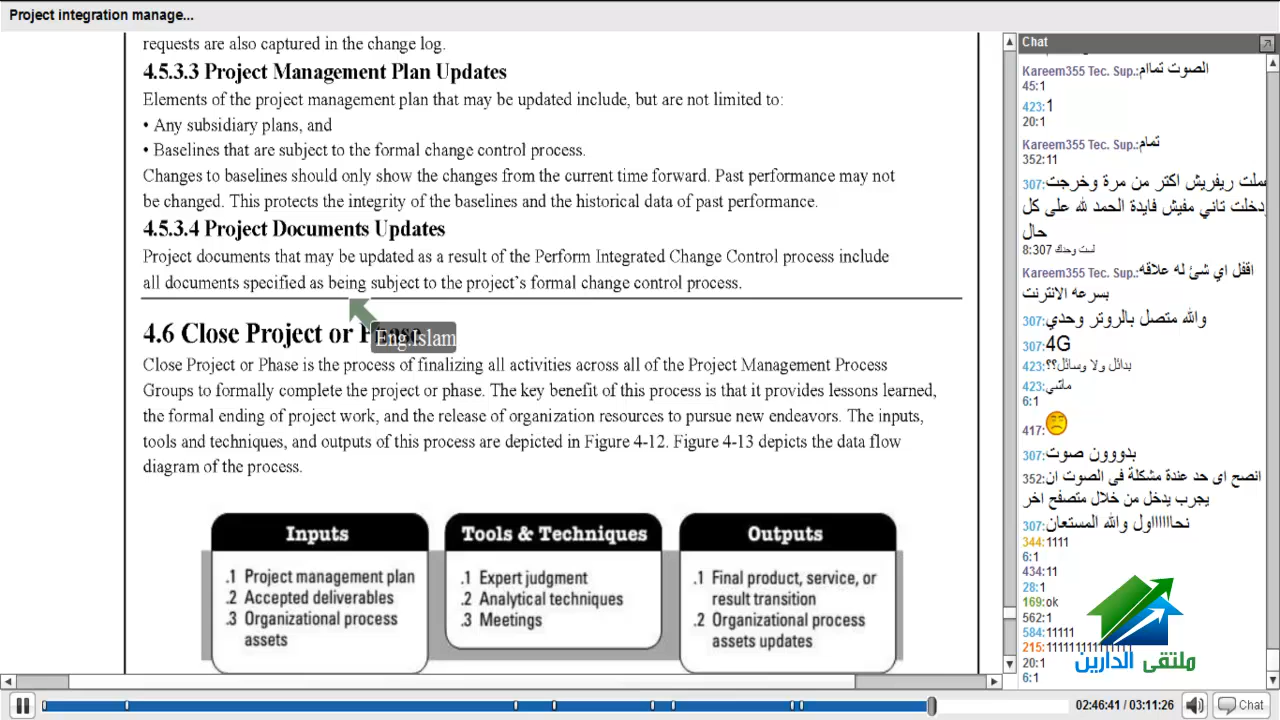 Project integration manage...
requests are also captured in the change log.
4.5.3.3 Project Management Plan Updates
Elements of the project management plan that may be updated include, but are not limited to:
• Any subsidiary plans, and
• Baselines that are subject to the formal change control process.
Changes to baselines should only show the changes from the current time forward. Past performance may not
be changed. This protects the integrity of the baselines and the historical data of past performance.
4.5.3.4 Project Documents Updates
Project documents that may be updated as a result of the Perform Integrated Change Control process include
all documents specified as being subject to the project's formal change control process.
4.6 Close Project or
Eng.Islam
Close Project or Phase is the process of finalizing all activities across all of the Project Management Process
Groups to formally complete the project or phase. The key benefit of this process is that it provides lessons learned,
the formal ending of project work, and the release of organization resources to pursue new endeavors. The inputs,
tools and techniques, and outputs of this process are depicted in Figure 4-12. Figure 4-13 depicts the data flow
diagram of the process.
Inputs
.1 Project management plan
.2 Accepted deliverables
.3 Organizational process
assets
Tools & Techniques
.1 Expert judgment
.2 Analytical techniques
.3 Meetings
Outputs
.1 Final product, service, or
result transition
.2 Organizational process
assets updates
Chat
Kareem355 Tec. Sup.: الصوت تماام
45:1
423:1
20:1
Kareem355 Tec. Sup.: تمام
352:11
307: ريفريش اكتر من مرة وخرجت
دخلت تاني مفيش فايدة الحمد لله على كل
حال
8:307 لست وحدك
Kareem355 Tec. Sup.: اقفل اي شئ له علاقه
بسرعه الانترنت
307: والله متصل بالروتر وحدي
307: 4G
423: بدائل ولا وسائل؟؟
423: ماشي
6:1
417:
307: بدووون صوت
352: انصح اى حد عندة مشكلة فى الصوت ان
يجرب يدخل من خلال متصفح اخر
307: نحاااااول والله المستعان
344: 1111
6:1
434:11
28:1
169:ok
562:1
584: 11111
215: 11111111111111
20:1
6:1
ملتقى الدارين
02:46:41 / 03:11:26
Chat